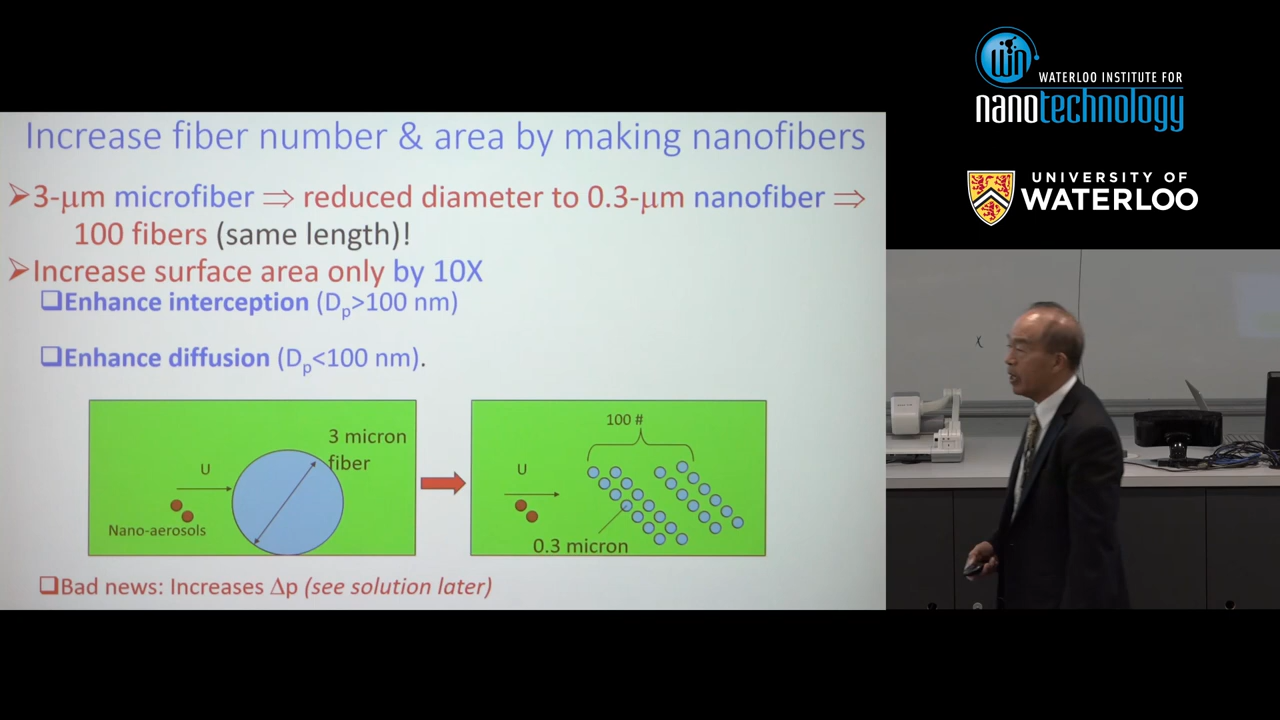 Increase fiber number & area by making nanofibers
➢3-μm microfiber ⇒ reduced diameter to 0.3-μm nanofiber ⇒
100 fibers (same length)!
➢Increase surface area only by 10X
❑Enhance interception (Dp>100 nm)
❑Enhance diffusion (Dp<100 nm).
3 micron
fiber
U
Nano-aerosols
100 #
U
0.3 micron
❑Bad news: Increases Δp (see solution later)
win
WATERLOO INSTITUTE FOR
nanotechnology
UNIVERSITY OF
WATERLOO